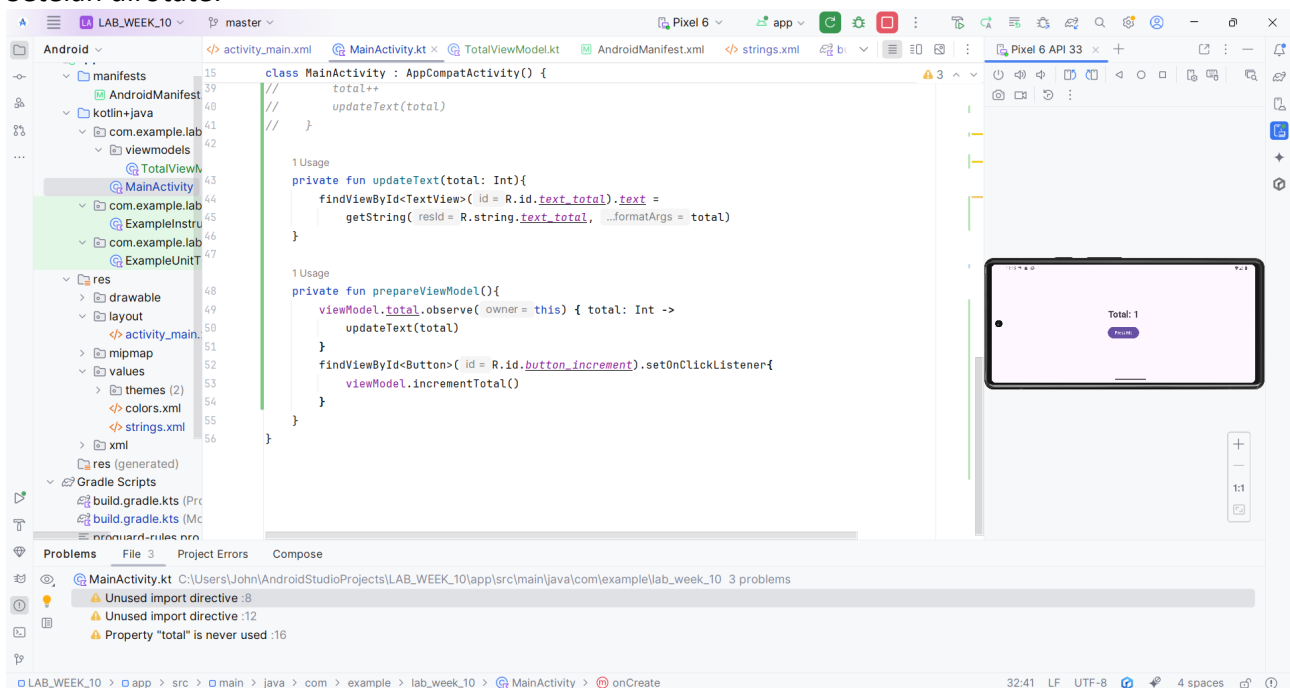 setelah dirotate.
LAB_WEEK_10 master Pixel 6 app
Android activity_main.xml MainActivity.kt TotalViewModel.kt AndroidManifest.xml strings.xml Pixel 6 API 33
manifests
AndroidManifest
kotlin+java
com.example.lab
viewmodels
TotalViewM
MainActivity
com.example.lab
ExampleInstru
com.example.lab
ExampleUnitT
res
drawable
layout
activity_main.
mipmap
values
themes (2)
colors.xml
strings.xml
xml
res (generated)
Gradle Scripts
build.gradle.kts (Pro
build.gradle.kts (Mo
proguard-rules.pro
15 class MainActivity : AppCompatActivity() { 3
39 // total++
40 // updateText(total)
41 // }
42
1 Usage
43 private fun updateText(total: Int){
44 findViewById<TextView>( id = R.id.text_total).text =
45 getString( resId = R.string.text_total, ...formatArgs = total)
46 }
47
1 Usage
48 private fun prepareViewModel(){
49 viewModel.total.observe( owner = this) { total: Int ->
50 updateText(total)
51 }
52 findViewById<Button>( id = R.id.button_increment).setOnClickListener{
53 viewModel.incrementTotal()
54 }
55 }
56 }
Total: 1
1:1
Problems File 3 Project Errors Compose
MainActivity.kt C:\Users\John\AndroidStudioProjects\LAB_WEEK_10\app\src\main\java\com\example\lab_week_10 3 problems
Unused import directive :8
Unused import directive :12
Property "total" is never used :16
LAB_WEEK_10 > app > src > main > java > com > example > lab_week_10 > MainActivity > onCreate 32:41 LF UTF-8 4 spaces